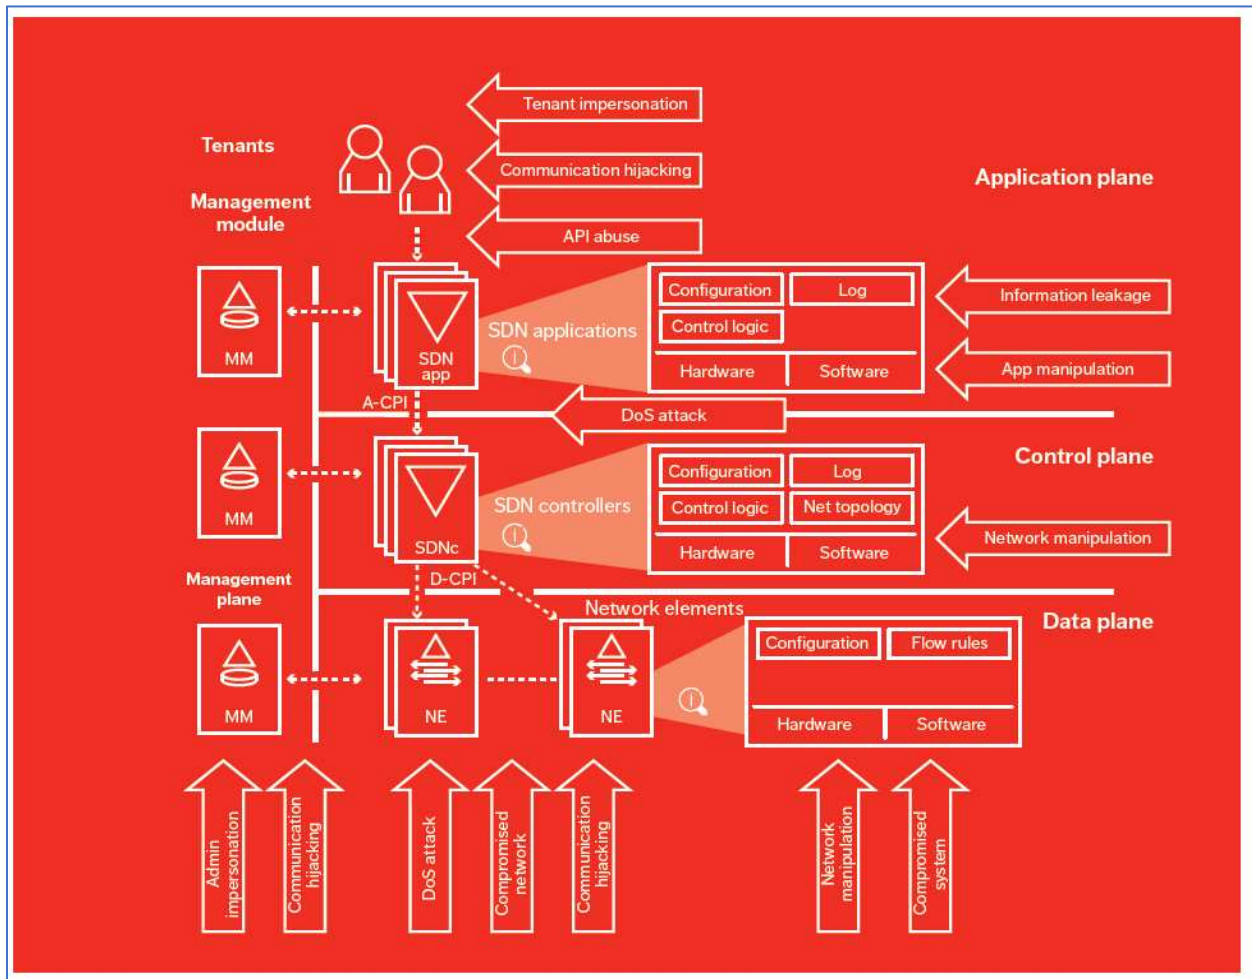 Tenant impersonation
Tenants
Communication hijacking
Application plane
Management
module
API abuse
Configuration
Log
Information leakage
SDN applications
Control logic
MM
SDN
app
Hardware
Software
App manipulation
A-CPI
DoS attack
Control plane
Configuration
Log
SDN controllers
Control logic
Net topology
MM
SDNc
Hardware
Software
Network manipulation
Management
plane
D-CPI
Network elements
Data plane
Configuration
Flow rules
MM
NE
NE
Hardware
Software
Admin
impersonation
Communication
hijacking
DoS attack
Compromised
network
Communication
hijacking
Network
manipulation
Compromised
system